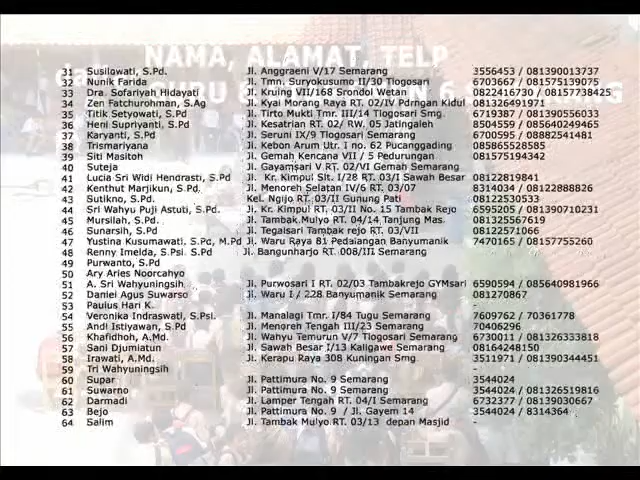 NAMA, ALAMAT, TELP
31 Susilowati, S.Pd. Jl. Anggraeni V/17 Semarang 3556453 / 081390013737
32 Nunik Farida Jl. Tmn. Suryokusumo II/30 Tlogosari 6703667 / 081575139075
33 Dra. Sofariyah Hidayati Jl. Kruing VII/168 Srondol Wetan 0822416730 / 08157738425
34 Zen Fatchurohman, S.Ag Jl. Kyai Morang Raya RT. 02/IV Pdrngan Kidul 081326491971
35 Titik Setyowati, S.Pd Jl. Tirto Mukti Tmr. III/14 Tlogosari Smg 6719387 / 081390556033
36 Heni Supriyanti, S.Pd Jl. Kesatrian RT. 02/ RW. 05 Jatingaleh 8504559 / 085640249465
37 Karyanti, S.Pd Jl. Seruni IX/9 Tlogosari Semarang 6700595 / 08882541481
38 Trismariyana Jl. Kebon Arum Utr. I no. 62 Pucanggading 085865528585
39 Siti Masitoh Jl. Gemah Kencana VII / 5 Pedurungan 081575194342
40 Suteja Jl. Gayamsari V RT. 02/VI Gemah Semarang
41 Lucia Sri Widi Hendrasti, S.Pd Jl. Kr. Kimpul Slt. I/28 RT. 03/I Sawah Besar 08122819841
42 Kenthut Marjikun, S.Pd. Jl. Menoreh Selatan IV/6 RT. 03/07 8314034 / 08122888826
43 Sutikno, S.Pd. Kel. Ngijo RT. 03/II Gunung Pati 08122530533
44 Sri Wahyu Puji Astuti, S.Pd. Jl. Kr. Kimpul RT. 03/II No. 15 Tambak Rejo 6595205 / 081390710231
45 Mursilah, S.Pd. Jl. Tambak Mulyo RT. 04/14 Tanjung Mas 081325567619
46 Sunarsih, S.Pd Jl. Tegalsari Tambak rejo RT. 03/VII 08122571066
47 Yustina Kusumawati, S.Pd, M.Pd Jl. Waru Raya 81 Pedalangan Banyumanik 7470165 / 08157755260
48 Renny Imelda, S.Psi. S.Pd Jl. Bangunharjo RT. 008/III Semarang
49 Purwanto, S.Pd
50 Ary Aries Noorcahyo
51 A. Sri Wahyuningsih Jl. Purwosari I RT. 02/03 Tambakrejo GYMsari 6590594 / 085640981966
52 Daniel Agus Suwarso Jl. Waru I / 228 Banyumanik Semarang 081270867
53 Paulus Hari K.
54 Veronika Indraswati, S.Psi. Jl. Manalagi Tmr. I/84 Tugu Semarang 7609762 / 70361778
55 Andi Istiyawan, S.Pd Jl. Menoreh Tengah III/23 Semarang 70406296
56 Khafidhoh, A.Md. Jl. Wahyu Temurun V/7 Tlogosari Semarang 6730011 / 081326333818
57 Sani Djumiatun Jl. Sawah Besar I/13 Kaligawe Semarang 08164248150
58 Irawati, A.Md. Jl. Kerapu Raya 308 Kuningan Smg 3511971 / 081390344451
59 Tri Wahyuningsih -
60 Supar Jl. Pattimura No. 9 Semarang 3544024
61 Suwarno Jl. Pattimura No. 9 Semarang 3544024 / 081326519816
62 Darmadi Jl. Lamper Tengah RT. 04/I Semarang 6732377 / 08139030667
63 Bejo Jl. Pattimura No. 9 / Jl. Gayem 14 3544024 / 8314364
64 Salim Jl. Tambak Mulyo RT. 03/13 depan Masjid -